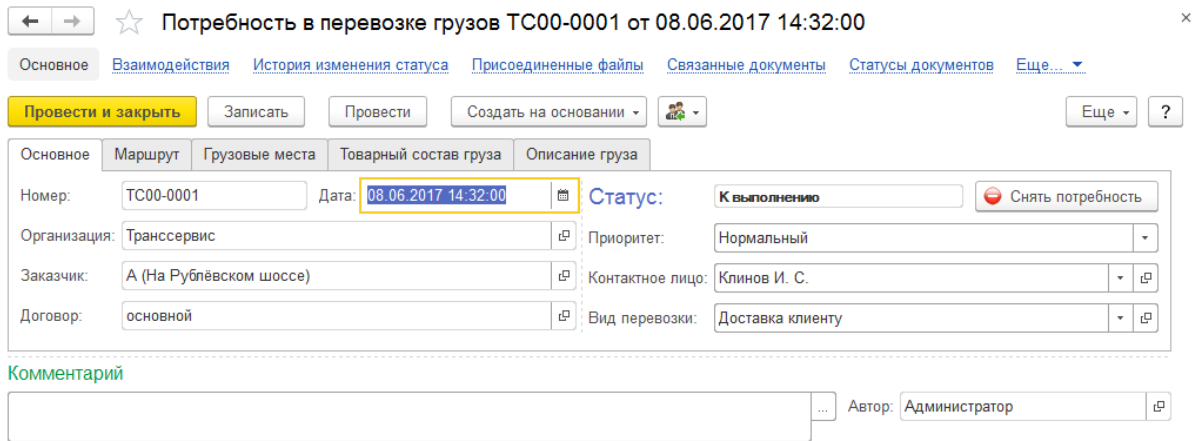 Потребность в перевозке грузов ТС00-0001 от 08.06.2017 14:32:00
Основное Взаимодействия История изменения статуса Присоединенные файлы Связанные документы Статусы документов Еще...
Провести и закрыть Записать Провести Создать на основании Еще ?
Основное Маршрут Грузовые места Товарный состав груза Описание груза
Номер: ТС00-0001 Дата: 08.06.2017 14:32:00 Статус: К выполнению Снять потребность
Организация: Транссервис Приоритет: Нормальный
Заказчик: А (На Рублёвском шоссе) Контактное лицо: Клинов И. С.
Договор: основной Вид перевозки: Доставка клиенту
Комментарий
... Автор: Администратор